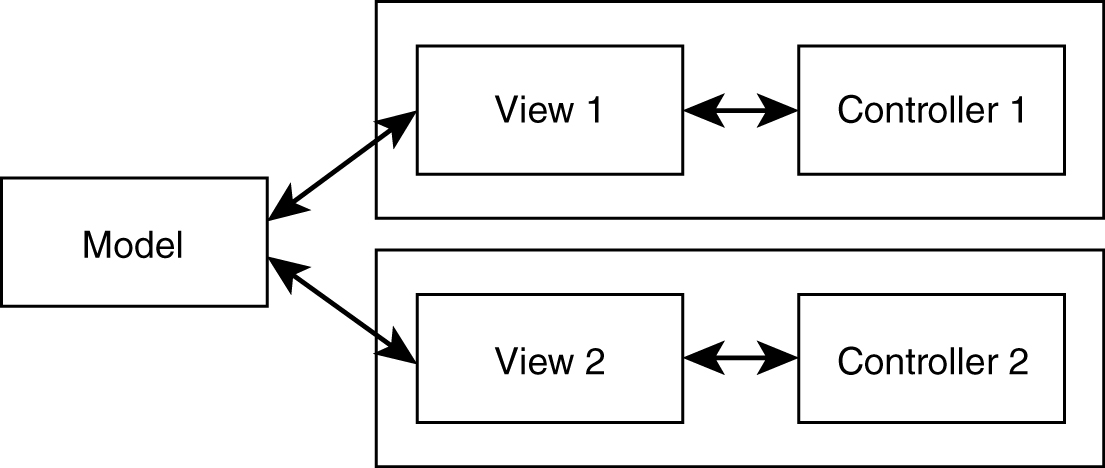 View 1
Controller 1
Model
View 2
Controller 2